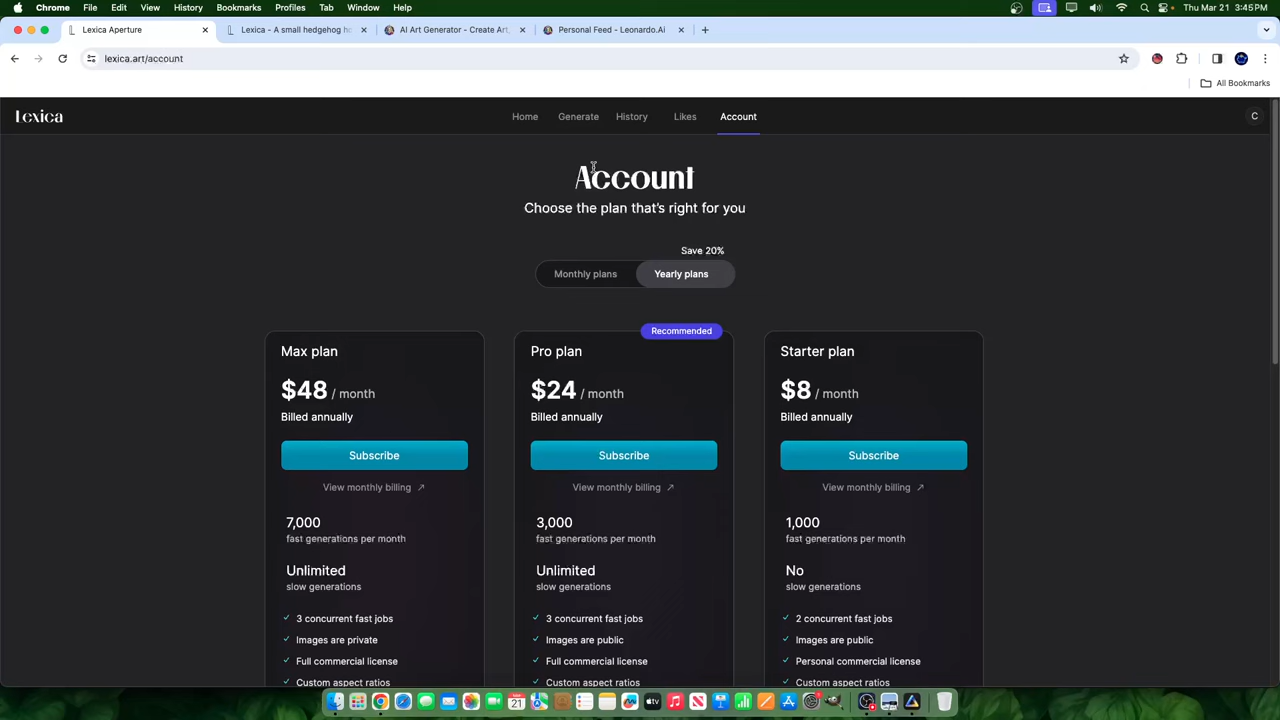 Chrome File Edit View History Bookmarks Profiles Tab Window Help Thu Mar 21 3:45 PM
Lexica Aperture Lexica - A small hedgehog ho AI Art Generator - Create Art, Personal Feed - Leonardo.Ai
lexica.art/account
All Bookmarks
Lexica Home Generate History Likes Account C
Account
Choose the plan that's right for you
Save 20%
Monthly plans Yearly plans
Recommended
Max plan
$48 / month
Billed annually
Subscribe
View monthly billing ↗
7,000
fast generations per month
Unlimited
slow generations
✓ 3 concurrent fast jobs
✓ Images are private
✓ Full commercial license
✓ Custom aspect ratios
Pro plan
$24 / month
Billed annually
Subscribe
View monthly billing ↗
3,000
fast generations per month
Unlimited
slow generations
✓ 3 concurrent fast jobs
✓ Images are public
✓ Full commercial license
✓ Custom aspect ratios
Starter plan
$8 / month
Billed annually
Subscribe
View monthly billing ↗
1,000
fast generations per month
No
slow generations
✓ 2 concurrent fast jobs
✓ Images are public
✓ Personal commercial license
✓ Custom aspect ratios
21
tv